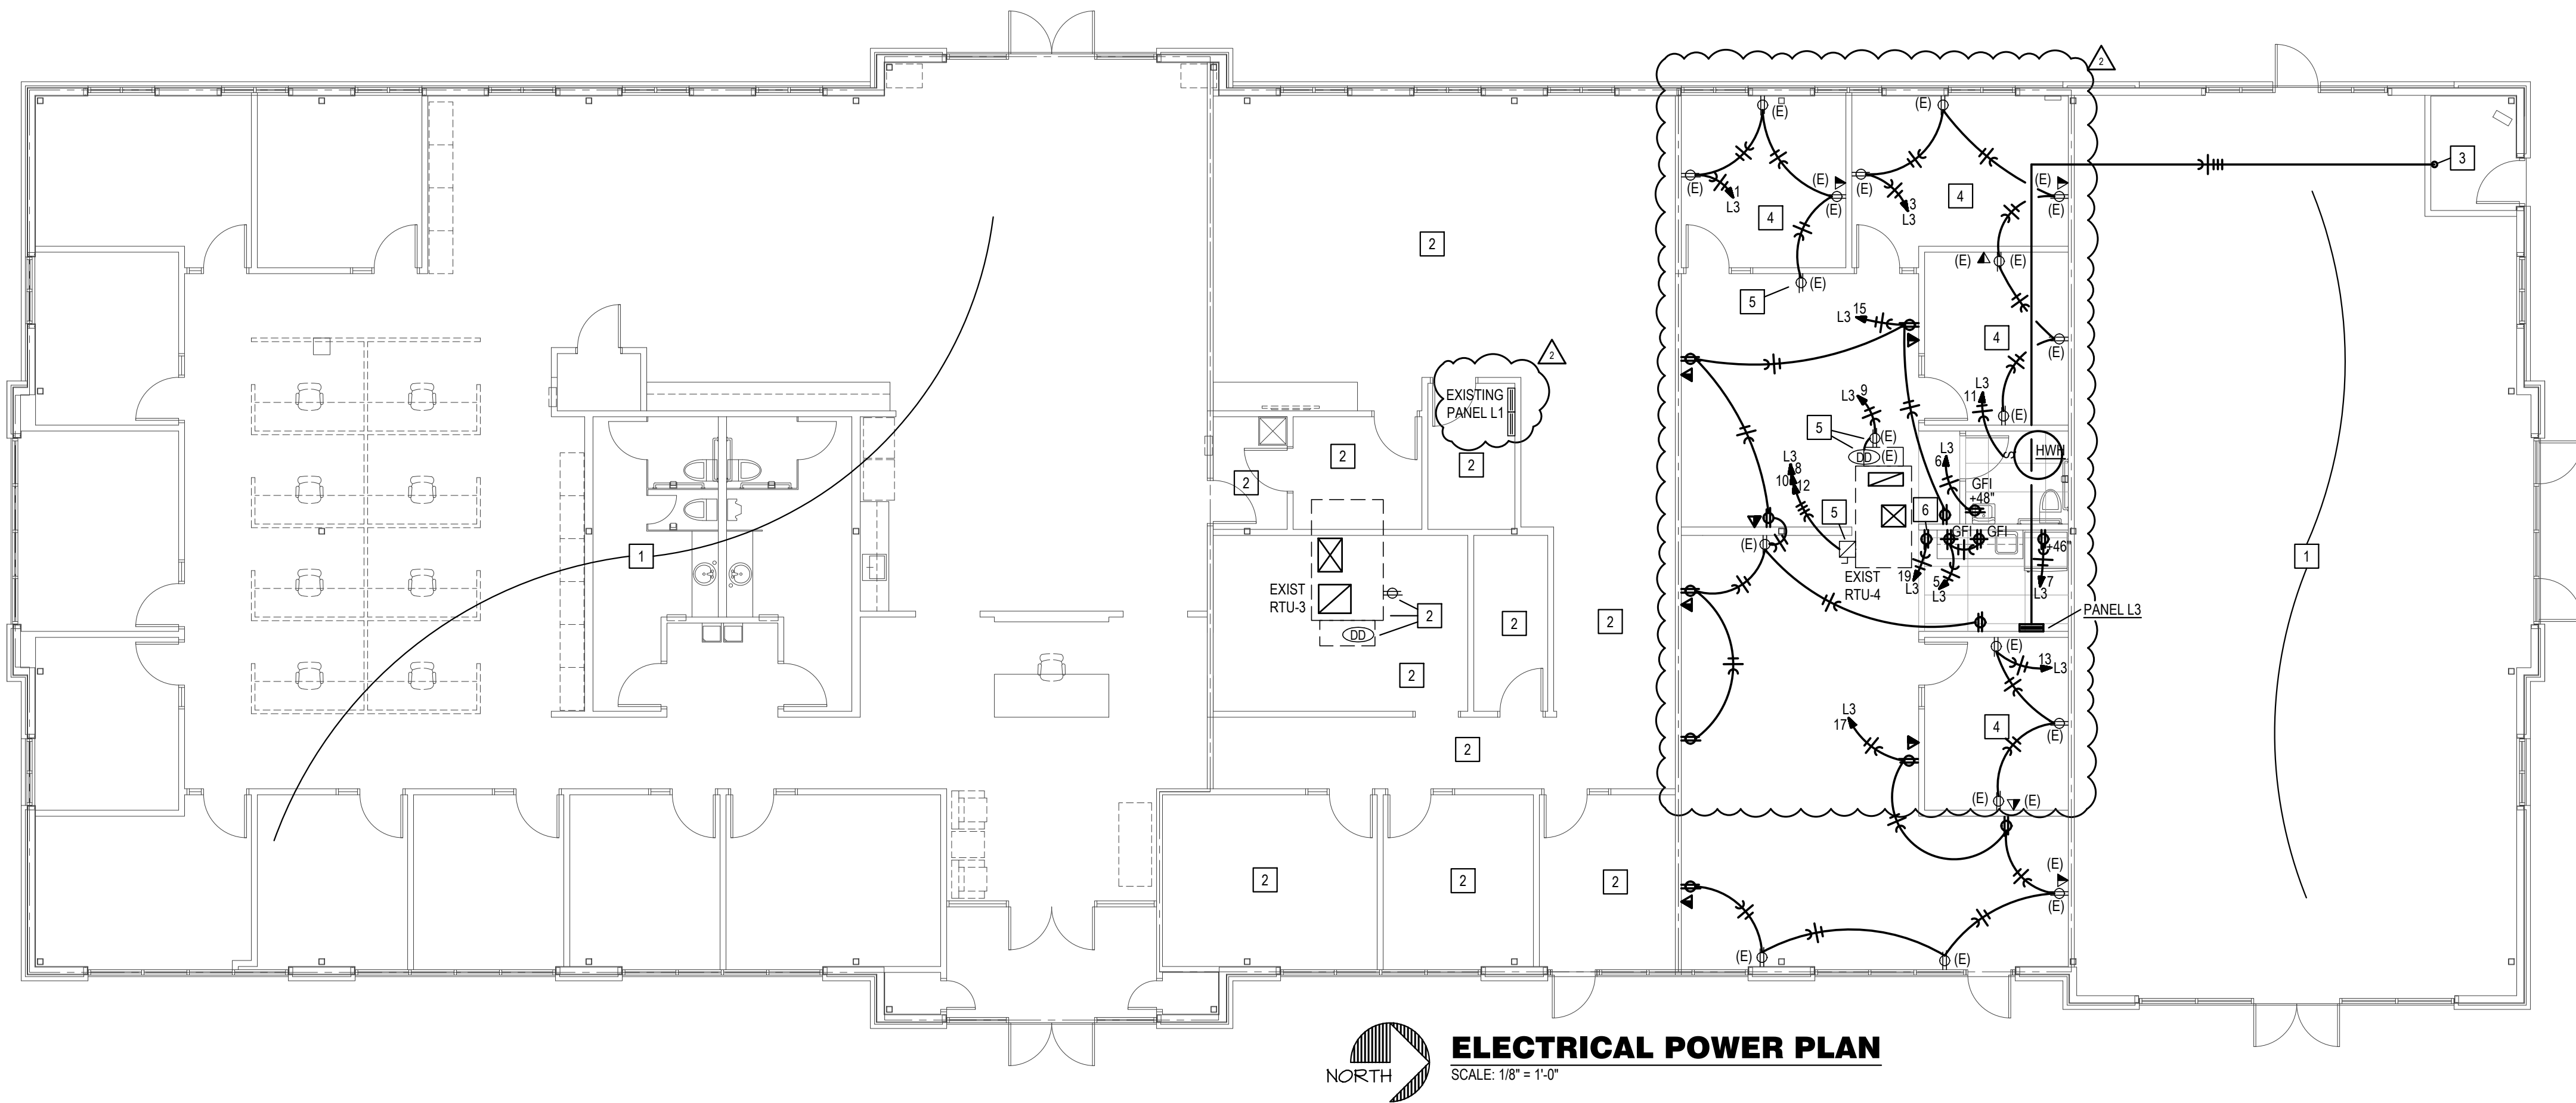 2
(E)
(E)
(E)
1
L3
(E)
(E)
4
(E)
3
L3
4
(E)
(E)
3
2
(E)
(E)
5
(E)
15
L3
4
2
2
EXISTING
PANEL L1
L3
9
L3
11
(E)
5
(E)
DD
(E)
HWH
S
2
2
2
L3
8
10
12
L3
6
GFI
+48"
5
6
GFI
GFI
+46"
(E)
1
1
EXIST
RTU-3
2
DD
EXIST
RTU-4
19
L3
5
L3
7
L3
PANEL L3
2
2
2
(E)
13
L3
L3
17
4
(E)
2
(E)
(E)
2
2
2
(E)
(E)
(E)
(E)
NORTH
ELECTRICAL POWER PLAN
SCALE: 1/8" = 1'-0"